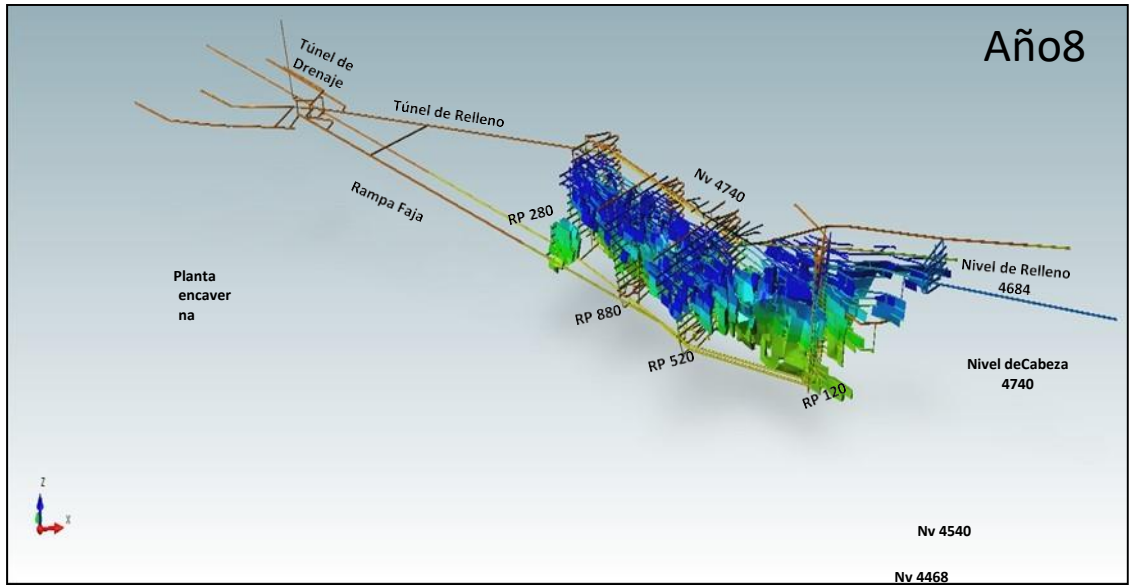 Año8
Túnel de
Drenaje
Túnel de Relleno
Rampa Faja
Nv 4740
RP 280
Nivel de Relleno
4684
Planta
encaver
na
RP 880
RP 520
Nivel deCabeza
4740
RP 120
Z
X
Nv 4540
Nv 4468